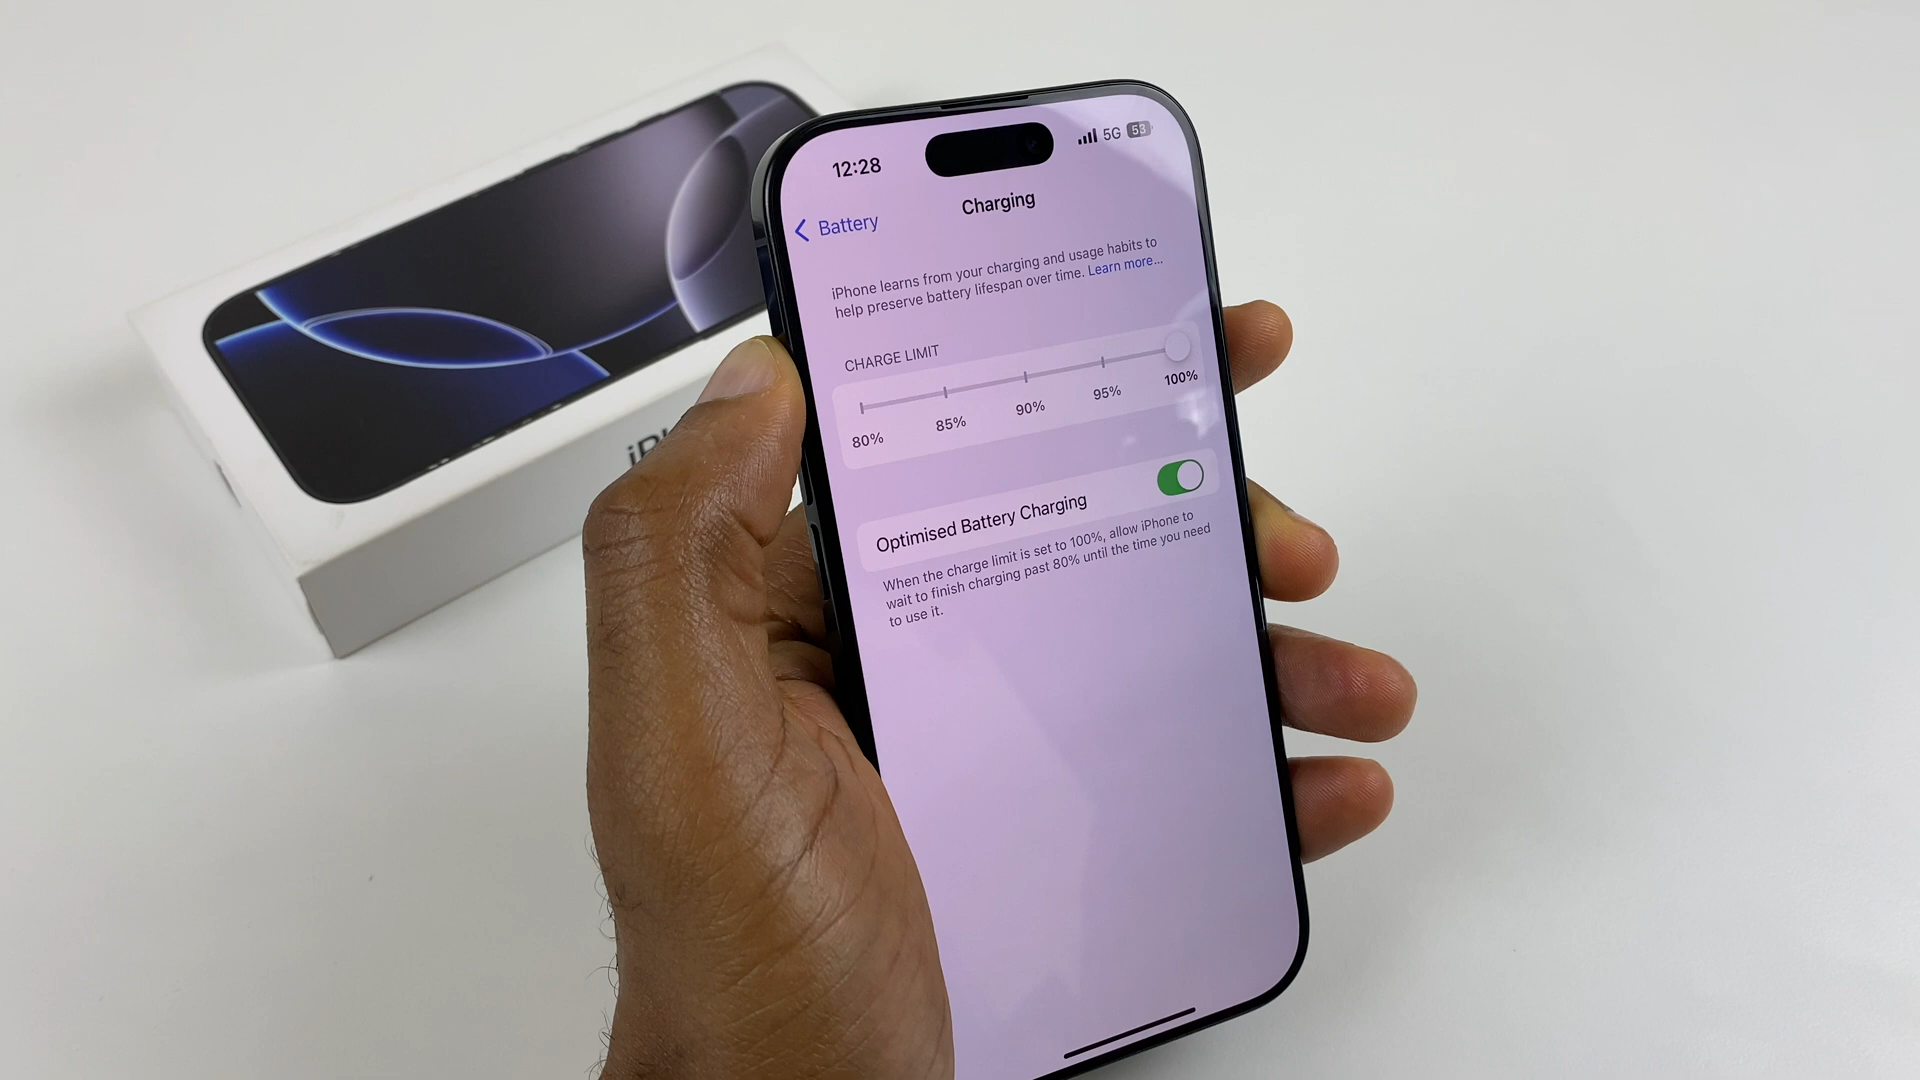 12:28
5G 53
Battery
Charging
iPhone learns from your charging and usage habits to
help preserve battery lifespan over time. Learn more...
CHARGE LIMIT
80% 85% 90% 95% 100%
Optimised Battery Charging
When the charge limit is set to 100%, allow iPhone to
wait to finish charging past 80% until the time you need
to use it.